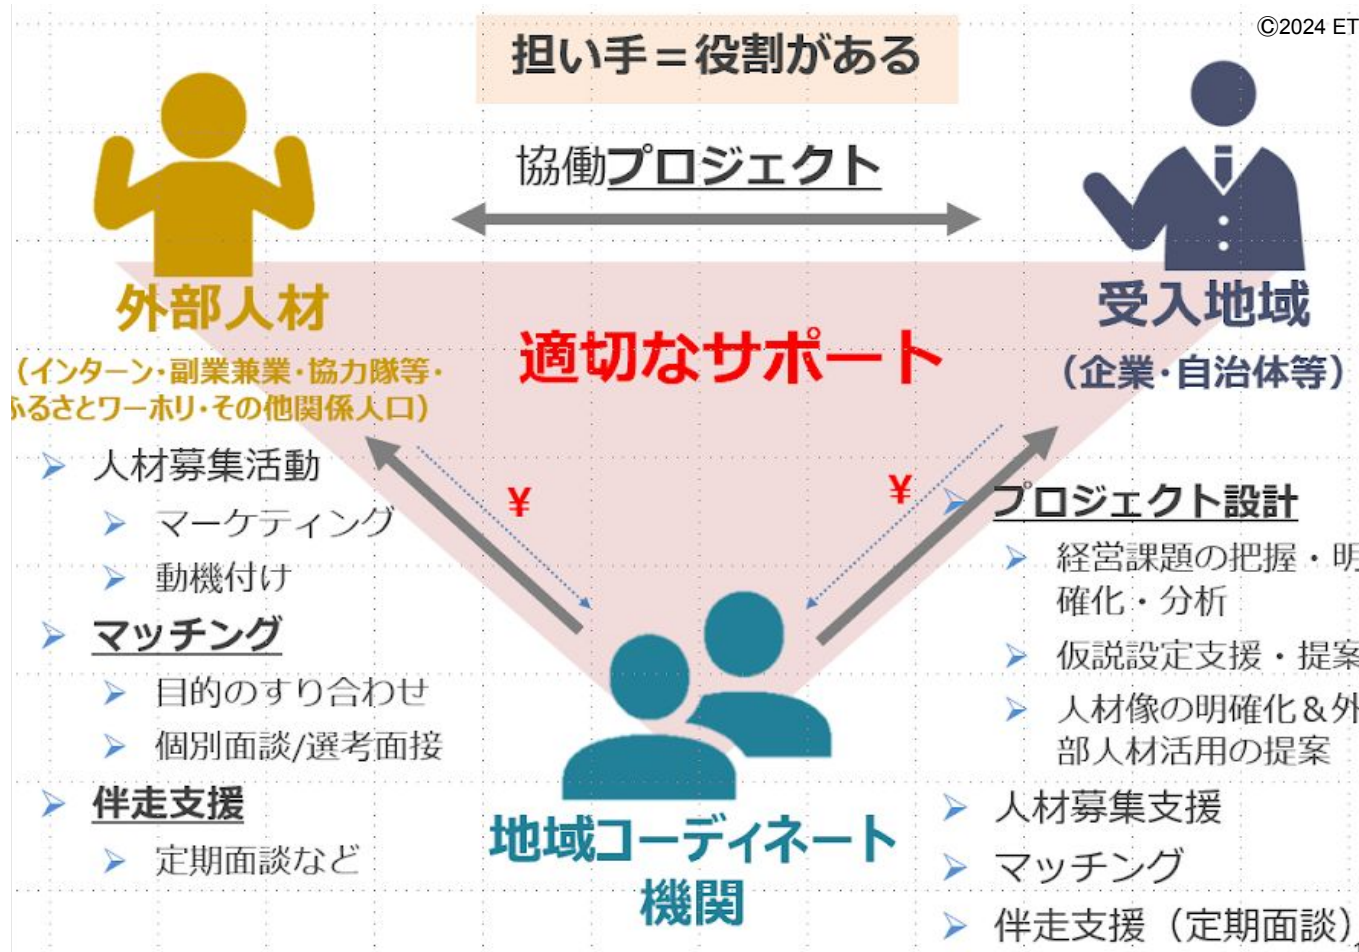 ©2024 ET
担い手＝役割がある
協働プロジェクト
外部人材
（インターン・副業兼業・協力隊等・
ふるさとワーホリ・その他関係人口）
受入地域
（企業・自治体等）
適切なサポート
¥
¥
➢ 人材募集活動
➢ マーケティング
➢ 動機付け
➢ マッチング
➢ 目的のすり合わせ
➢ 個別面談/選考面接
➢ 伴走支援
➢ 定期面談など
地域コーディネート
機関
➢ プロジェクト設計
➢ 経営課題の把握・明
確化・分析
➢ 仮説設定支援・提案
➢ 人材像の明確化＆外
部人材活用の提案
➢ 人材募集支援
➢ マッチング
➢ 伴走支援（定期面談）